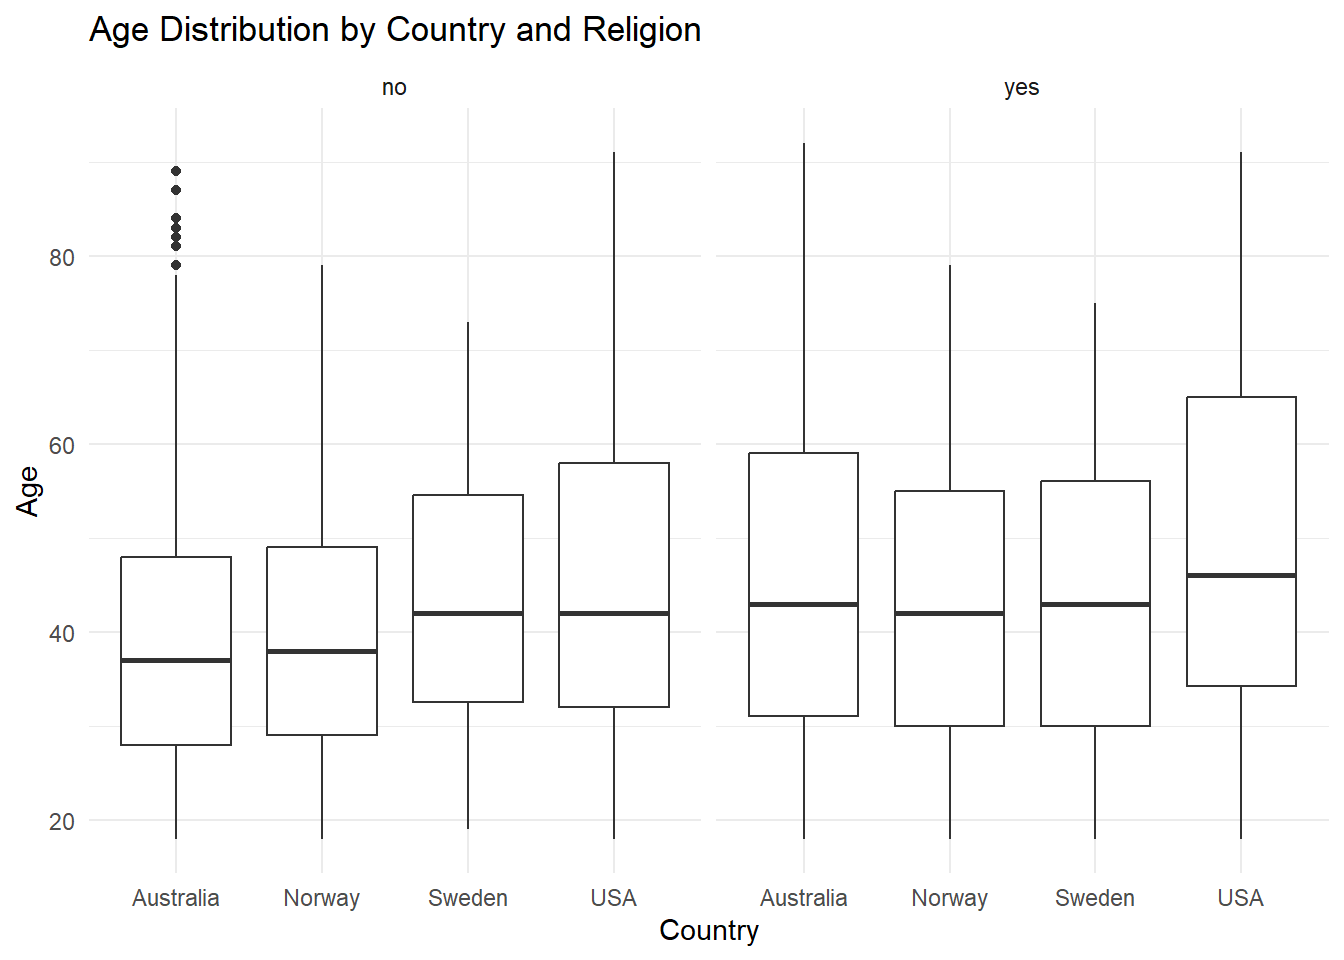 Age Distribution by Country and Religion
no
yes
80
60
40
20
Age
Australia Norway Sweden USA
Australia Norway Sweden USA
Country